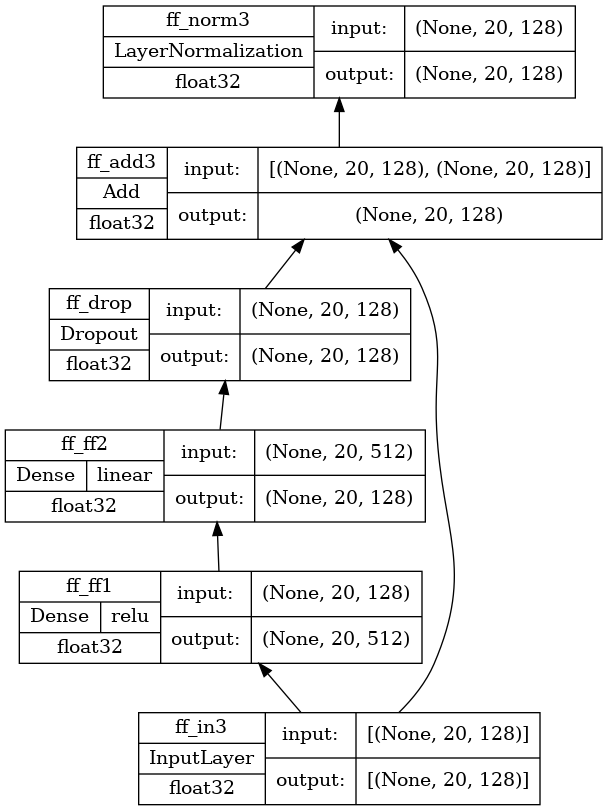 ff_norm3
LayerNormalization
float32
input:
(None, 20, 128)
output:
(None, 20, 128)
ff_add3
Add
float32
input:
[(None, 20, 128), (None, 20, 128)]
output:
(None, 20, 128)
ff_drop
Dropout
float32
input:
(None, 20, 128)
output:
(None, 20, 128)
ff_ff2
Dense
linear
float32
input:
(None, 20, 512)
output:
(None, 20, 128)
ff_ff1
Dense
relu
float32
input:
(None, 20, 128)
output:
(None, 20, 512)
ff_in3
InputLayer
float32
input:
[(None, 20, 128)]
output:
[(None, 20, 128)]